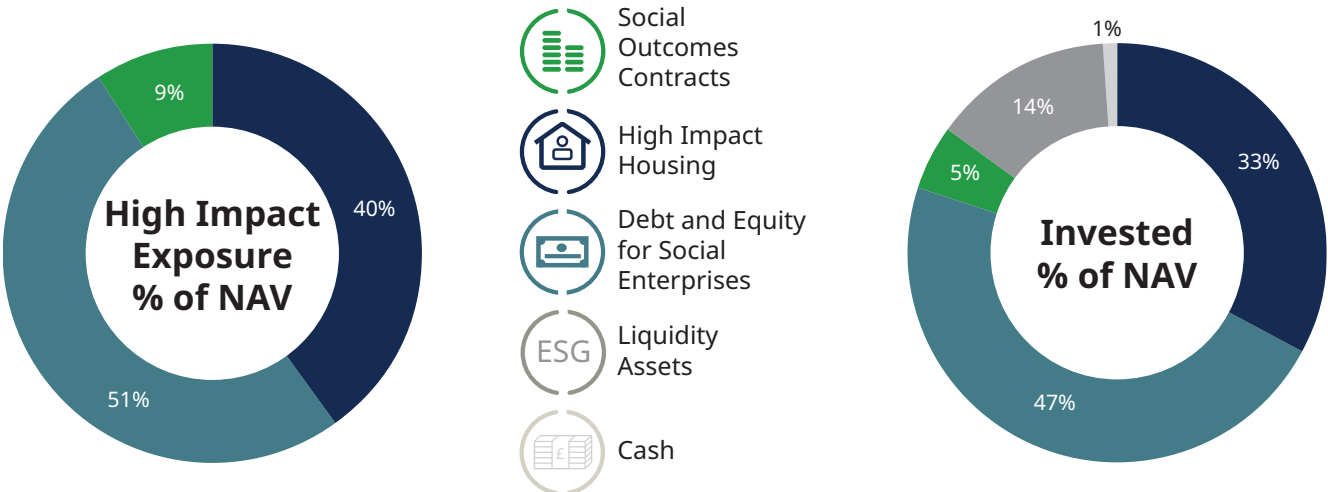 9%
40%
51%
High Impact
Exposure
% of NAV
Social
Outcomes
Contracts
High Impact
Housing
Debt and Equity
for Social
Enterprises
ESG
Liquidity
Assets
£
Cash
1%
14%
33%
5%
47%
Invested
% of NAV